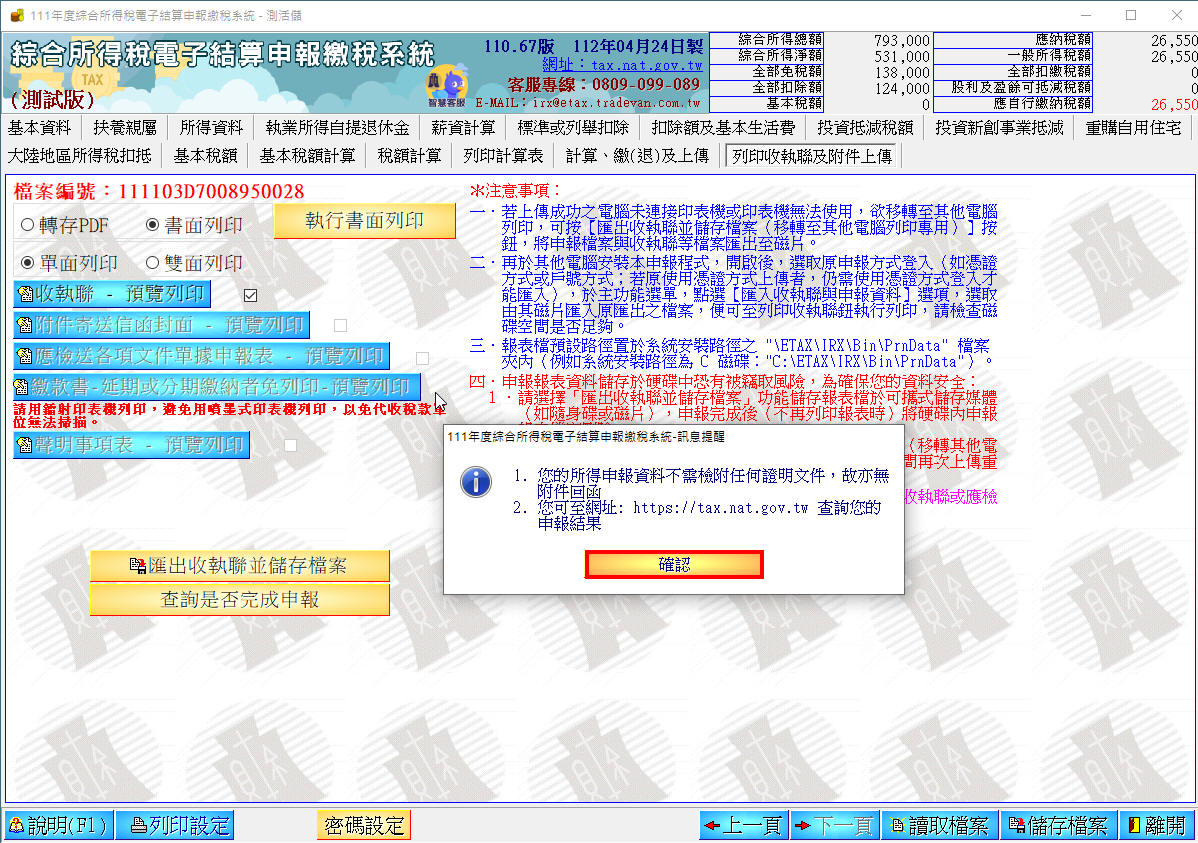 111年度綜合所得稅電子結算申報繳稅系統 - 測活儲
綜合所得稅電子結算申報繳稅系統
TAX
(測試版)
智慧客服
110.67版 112年04月24日製
網址：tax.nat.gov.tw
客服專線：0809-099-089
E-MAIL：irx@etax.tradevan.com.tw
綜合所得總額 793,000 應納稅額 26,550
綜合所得淨額 531,000 一般所得稅額 26,550
全部免稅額 138,000 全部扣繳稅額 0
全部扣除額 124,000 股利及盈餘可抵減稅額 0
基本稅額 0 應自行繳納稅額 26,550
基本資料 扶養親屬 所得資料 執業所得自提退休金 薪資計算 標準或列舉扣除 扣除額及基本生活費 投資抵減稅額 投資新創事業抵減 重購自用住宅
大陸地區所得稅扣抵 基本稅額 基本稅額計算 稅額計算 列印計算表 計算、繳(退)及上傳 列印收執聯及附件上傳
檔案編號：111103D7008950028
轉存PDF 書面列印 執行書面列印
單面列印 雙面列印
收執聯 - 預覽列印
附件寄送信函封面 - 預覽列印
應檢送各項文件單據申報表 - 預覽列印
繳款書-延期或分期繳納者免列印-預覽列印
請用鐳射印表機列印，避免用噴墨式印表機列印，以免代收稅款單
位無法掃描。
聲明事項表 - 預覽列印
匯出收執聯並儲存檔案
查詢是否完成申報
＊注意事項：
一．若上傳成功之電腦未連接印表機或印表機無法使用，欲移轉至其他電腦
列印，可按［匯出收執聯並儲存檔案（移轉至其他電腦列印專用）］按
鈕，將申報檔案與收執聯等檔案匯出至磁片。
二．再於其他電腦安裝本申報程式，開啟後，選取原申報方式登入（如憑證
方式或戶號方式；若原使用憑證方式上傳者，仍需使用憑證方式登入才
能匯入），於主功能選單，點選［匯入收執聯與申報資料］選項，選取
由其磁片匯入原匯出之檔案，便可至列印收執聯鈕執行列印，請檢查磁
碟空間是否足夠。
三．報表檔預設路徑置於系統安裝路徑之 "\ETAX\IRX\Bin\PrnData" 檔案
夾內（例如系統安裝路徑為 C 磁碟："C:\ETAX\IRX\Bin\PrnData"）。
四．申報報表資料儲存於硬碟中恐有被竊取風險，為確保您的資料安全：
1．請選擇「匯出收執聯並儲存檔案」功能儲存報表檔於可攜式儲存媒體
（如隨身碟或磁片），申報完成後（不再列印報表時）將硬碟內申報
（移轉其他電
間再次上傳重
收執聯或應檢
111年度綜合所得稅電子結算申報繳稅系統-訊息提醒
1. 您的所得申報資料不需檢附任何證明文件，故亦無
附件回函
2. 您可至網址: https://tax.nat.gov.tw 查詢您的
申報結果
確認
說明(F1) 列印設定 密碼設定 上一頁 下一頁 讀取檔案 儲存檔案 離開